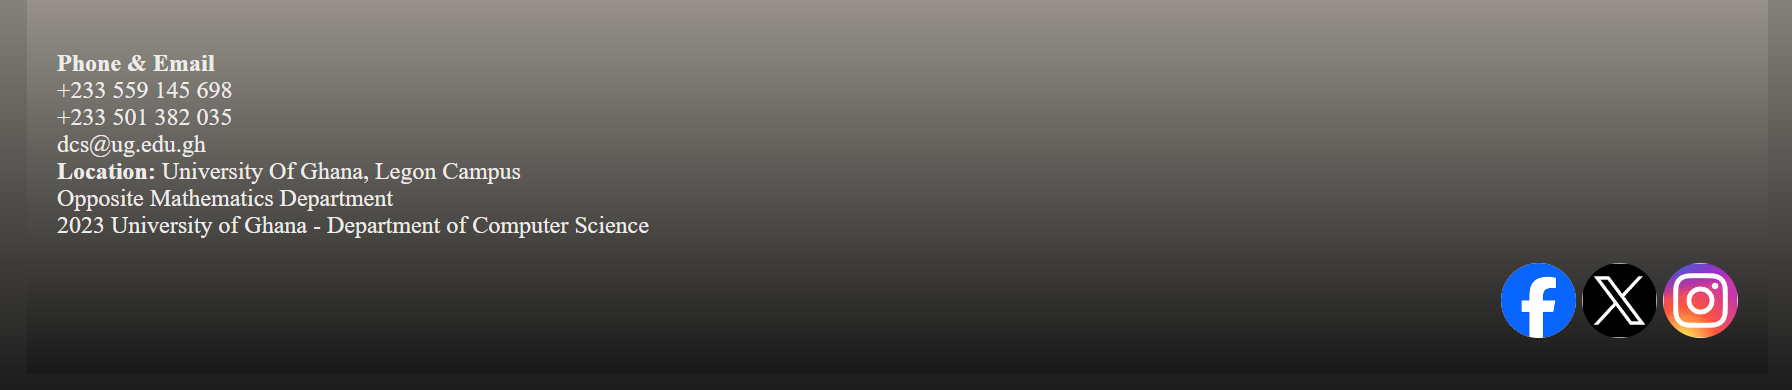 Phone & Email
+233 559 145 698
+233 501 382 035
dcs@ug.edu.gh
Location: University Of Ghana, Legon Campus
Opposite Mathematics Department
2023 University of Ghana - Department of Computer Science